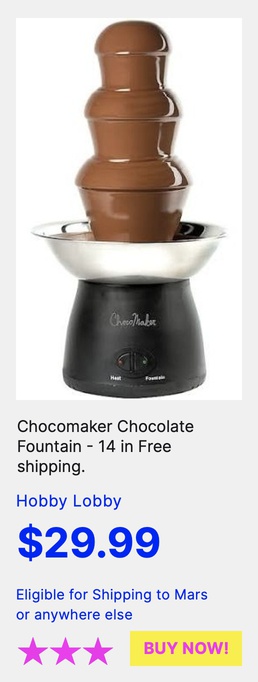 ChocoMaker
Heat Fountain
Chocomaker Chocolate
Fountain - 14 in Free
shipping.
Hobby Lobby
$29.99
Eligible for Shipping to Mars
or anywhere else
BUY NOW!